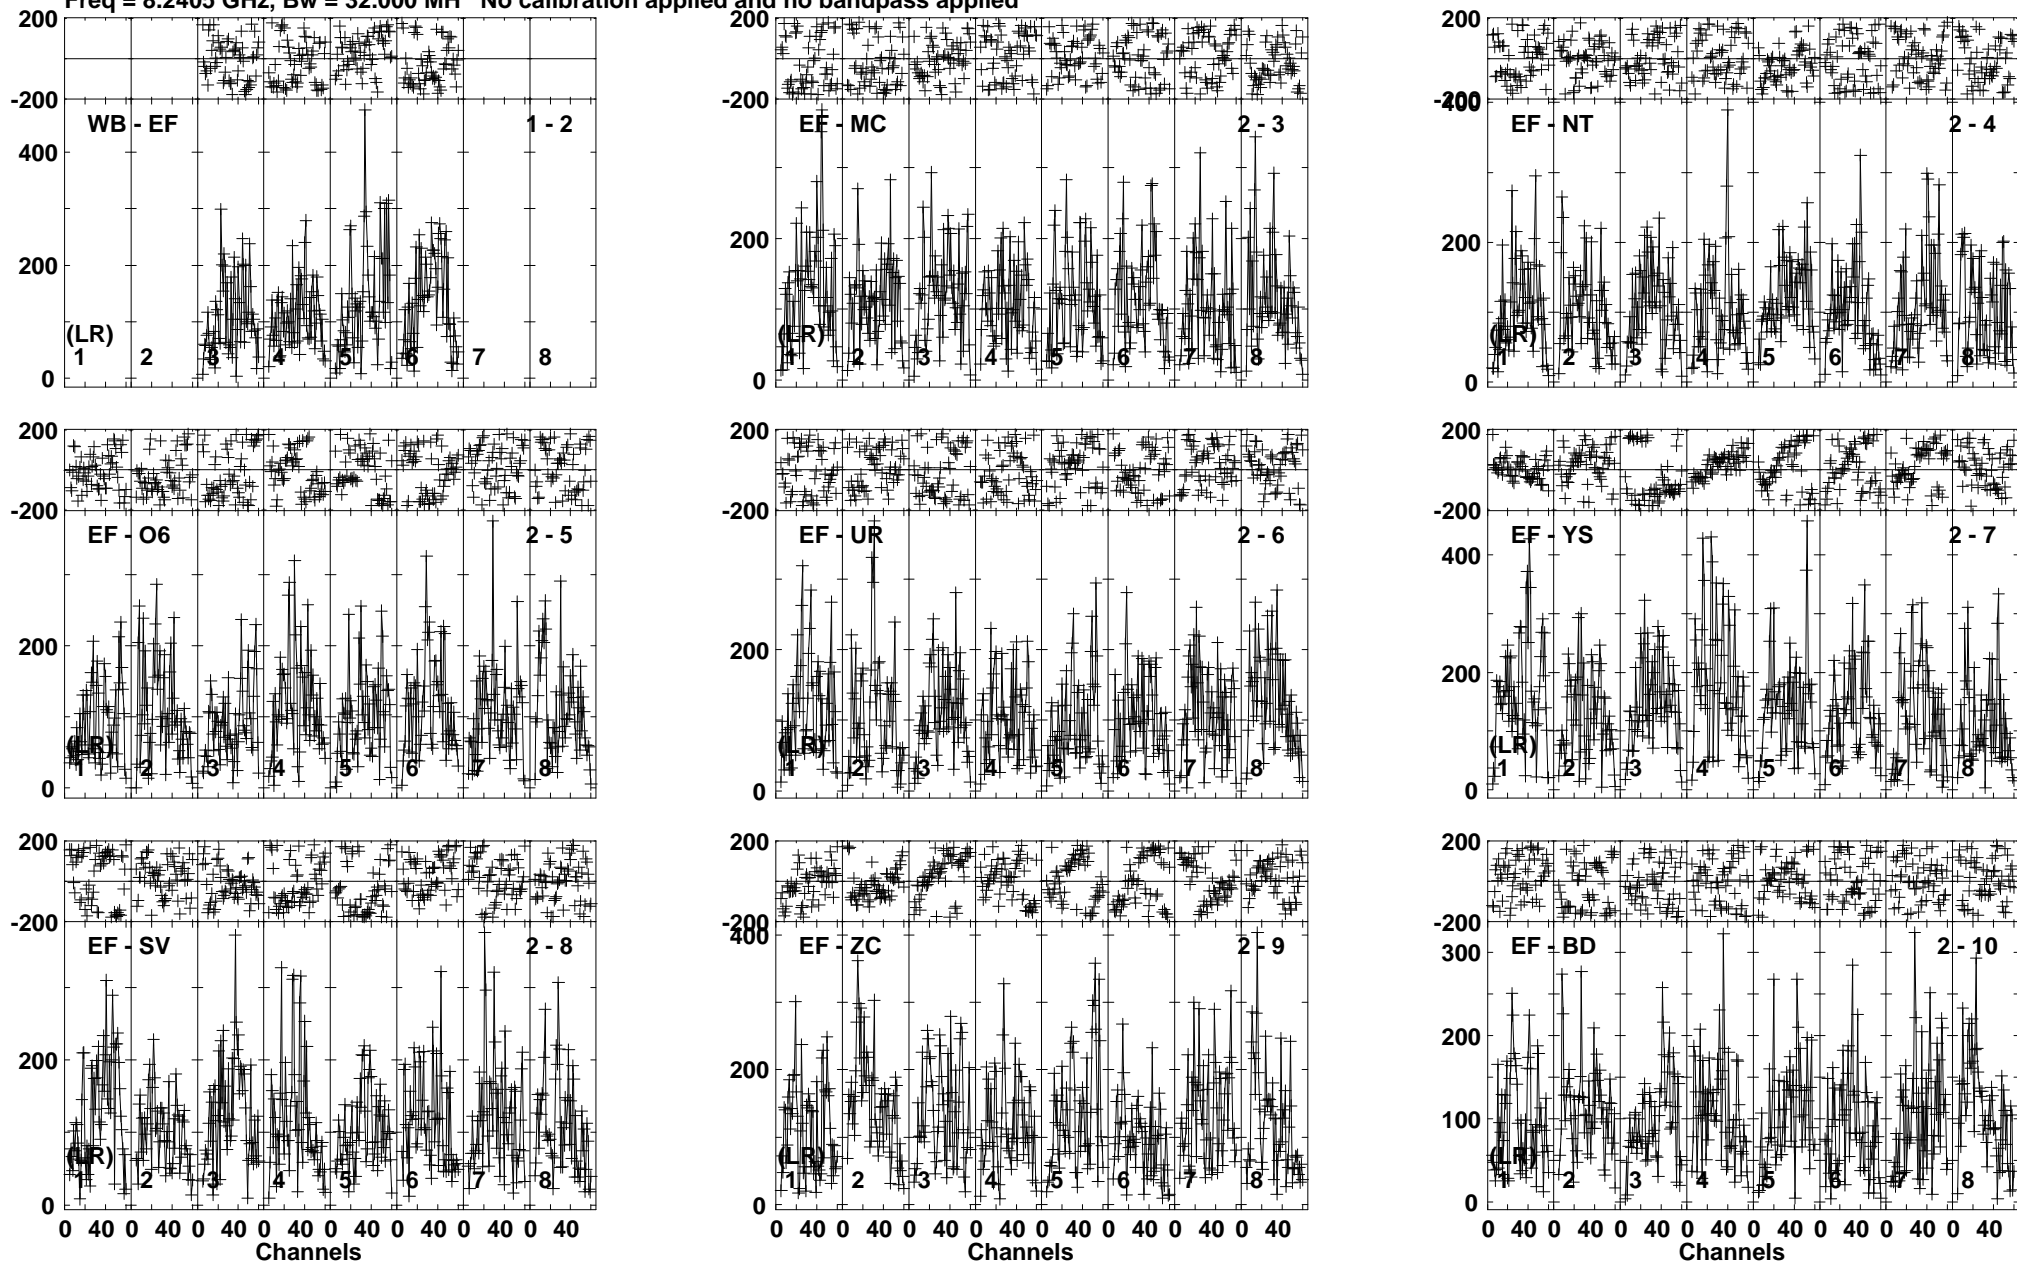 Freq = 8.2405 GHz, Bw = 32.000 MH No calibration applied and no bandpass applied
200
-200
WB - EF 1 - 2
400
200
0
(LR)
1 2 3 4 5 6 7 8
200
-200
EF - MC 2 - 3
200
0
(LR)
1 2 3 4 5 6 7 8
200
-200
400
EF - NT 2 - 4
200
0
(LR)
1 2 3 4 5 6 7 8
200
-200
EF - O6 2 - 5
200
0
(LR)
1 2 3 4 5 6 7 8
200
-200
EF - UR 2 - 6
200
0
(LR)
1 2 3 4 5 6 7 8
200
-200
EF - YS 2 - 7
400
200
0
(LR)
1 2 3 4 5 6 7 8
200
-200
EF - SV 2 - 8
200
0
(LR)
1 2 3 4 5 6 7 8
0 40 0 40 0 40 0 40 0 40 0 40 0 40 0 40
Channels
200
-200
400
EF - ZC 2 - 9
200
0
(LR)
1 2 3 4 5 6 7 8
0 40 0 40 0 40 0 40 0 40 0 40 0 40 0 40
Channels
200
-200
EF - BD 2 - 10
300
200
100
0
(LR)
1 2 3 4 5 6 7 8
0 40 0 40 0 40 0 40 0 40 0 40 0 40 0 40
Channels